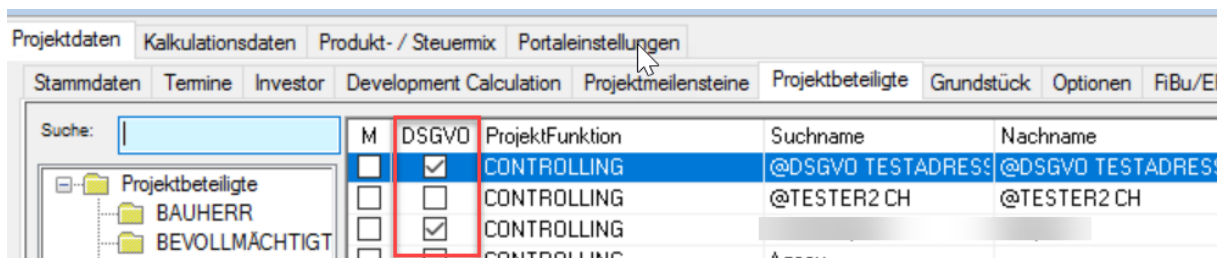 Projektdaten Kalkulationsdaten Produkt- / Steuermix Portaleinstellungen
Stammdaten Termine Investor Development Calculation Projektmeilensteine Projektbeteiligte Grundstück Optionen FiBu/El
Suche: M DSGVO ProjektFunktion Suchname Nachname
CONTROLLING @DSGVO TESTADRESS @DSGVO TESTADRESS
Projektbeteiligte
CONTROLLING @TESTER2 CH @TESTER2 CH
BAUHERR
CONTROLLING
BEVOLLMÄCHTIGT
CONTROLLING